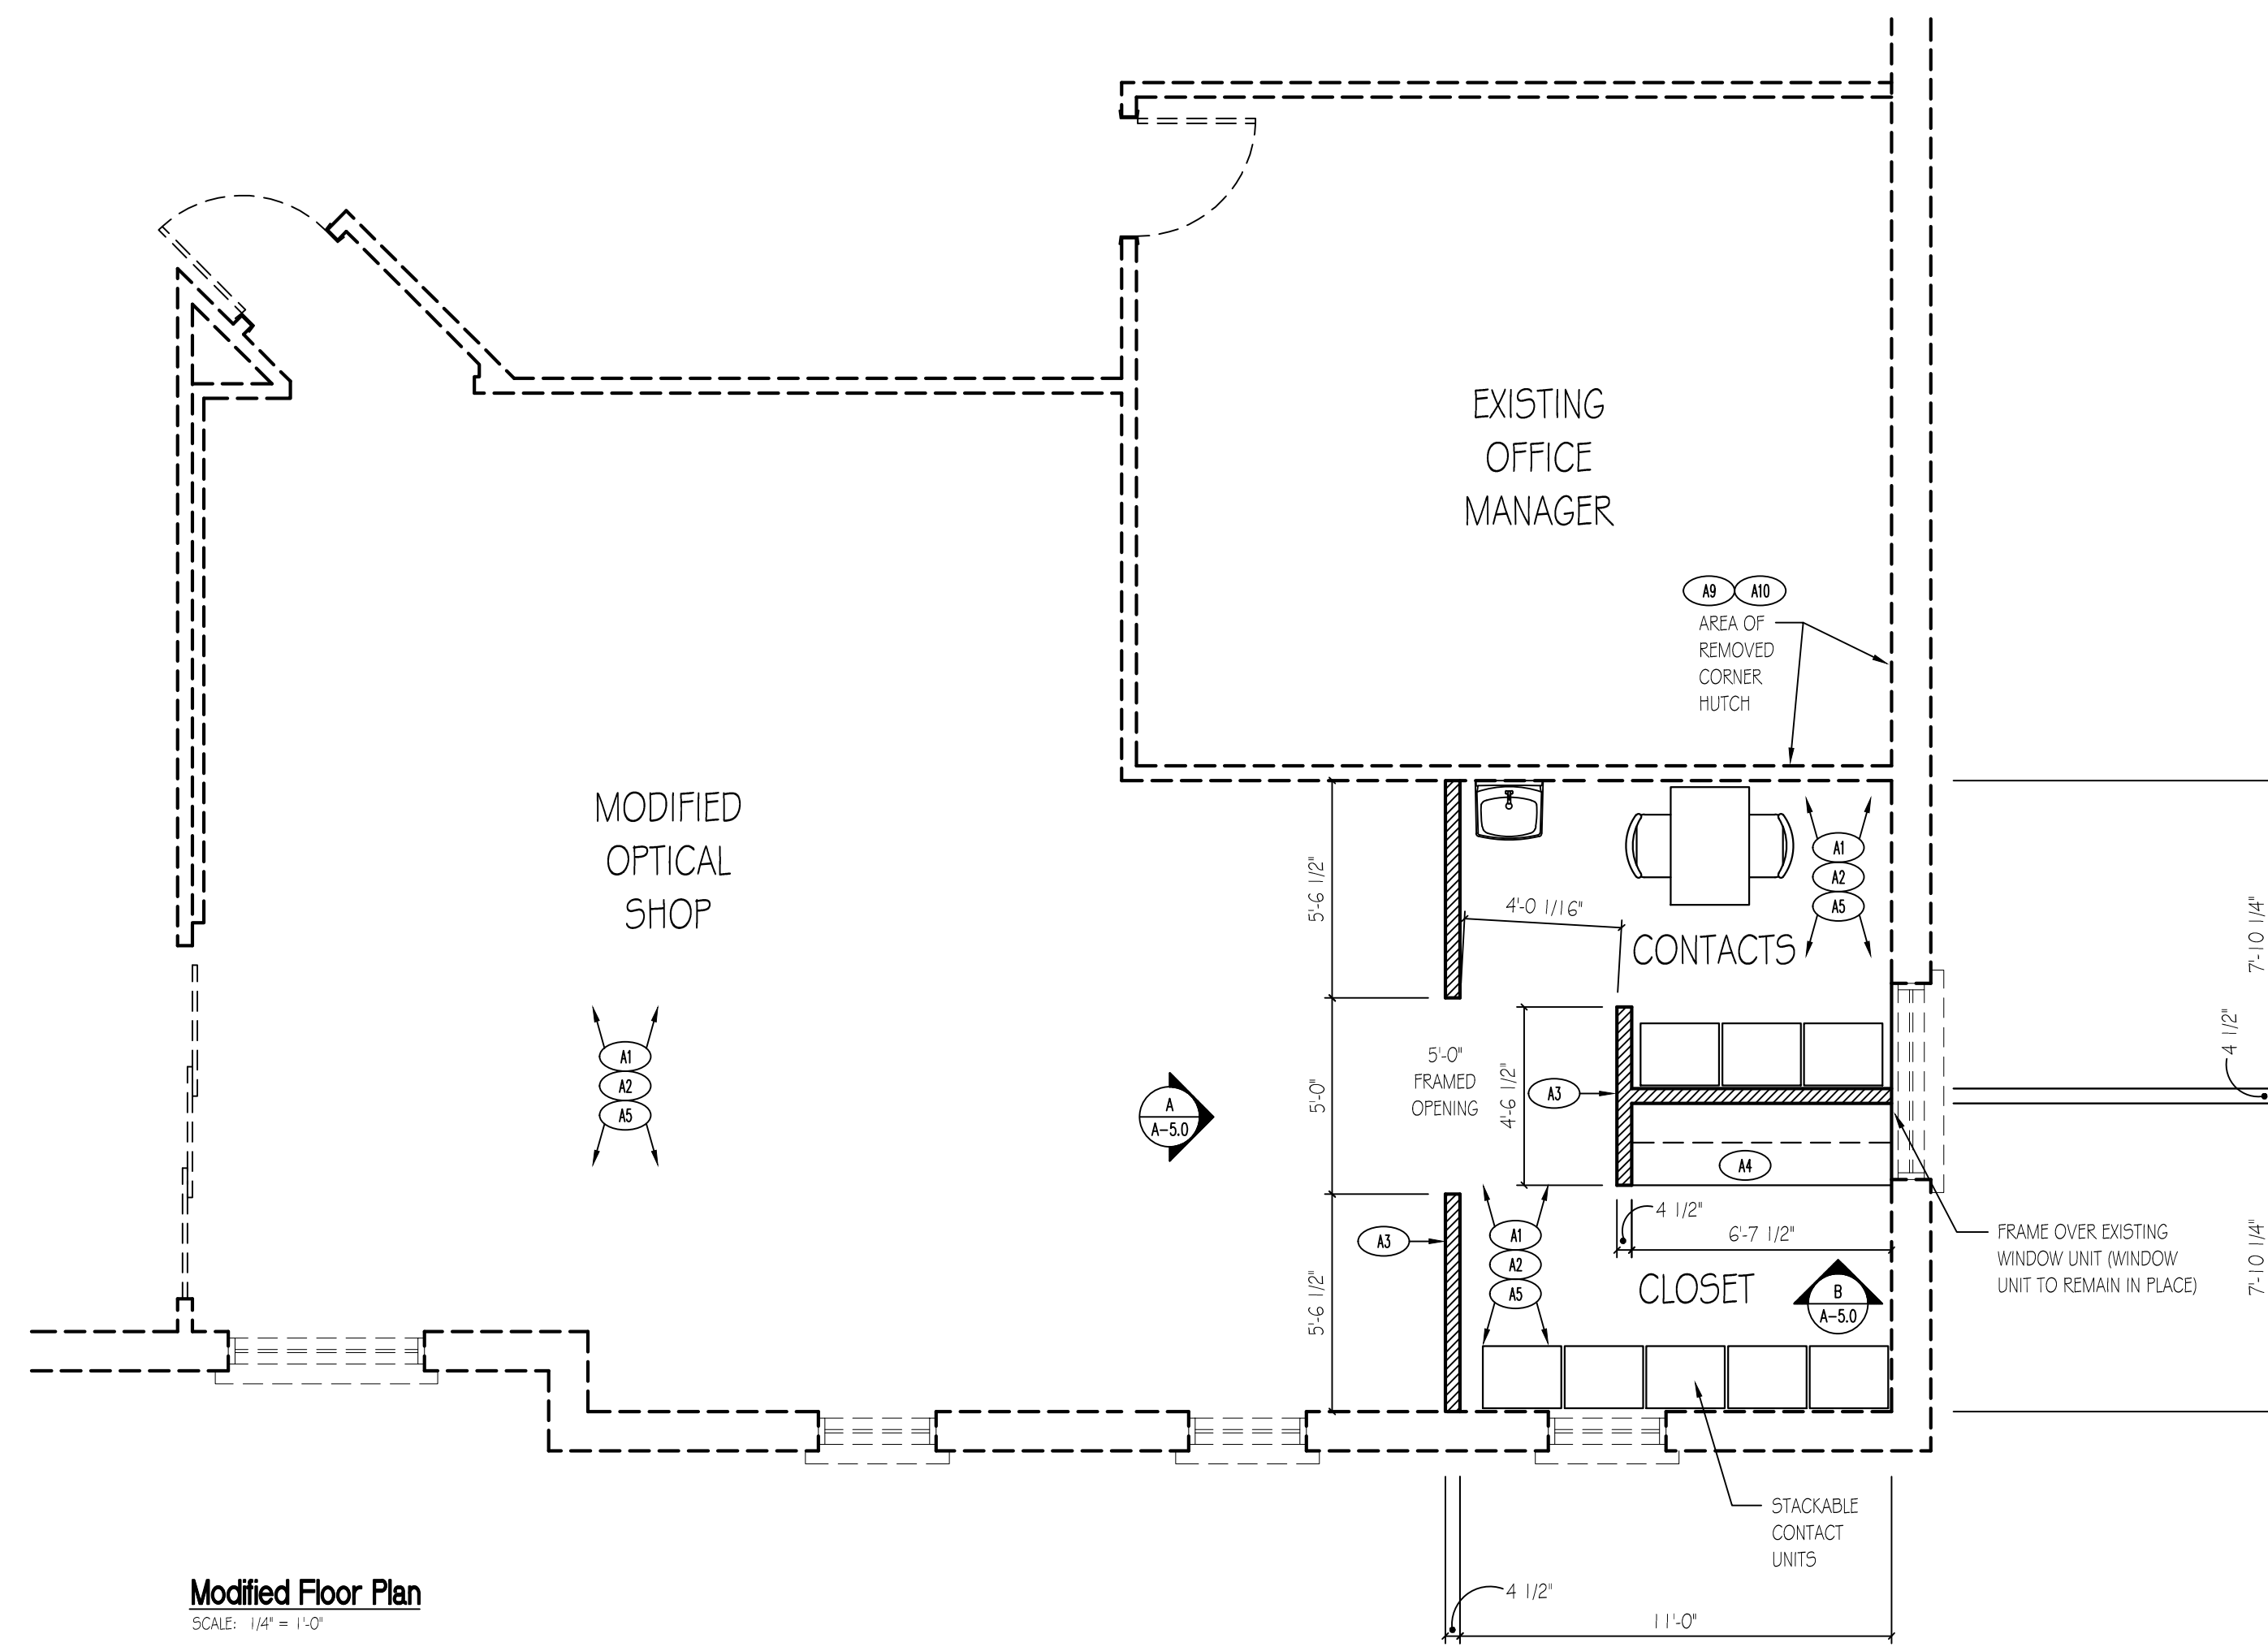 EXISTING
OFFICE
MANAGER
A9 A10
AREA OF
REMOVED
CORNER
HUTCH
MODIFIED
OPTICAL
SHOP
A1
A2
A5
A
A-5.0
5'-6 1/2"
5'-0"
5'-6 1/2"
4'-0 1/16"
CONTACTS
A1
A2
A5
5'-0"
FRAMED
OPENING
4'-6 1/2"
A3
A4
A3
A1
A2
A5
4 1/2"
6'-7 1/2"
CLOSET
B
A-5.0
7'-10 1/4"
4 1/2"
7'-10 1/4"
FRAME OVER EXISTING
WINDOW UNIT (WINDOW
UNIT TO REMAIN IN PLACE)
STACKABLE
CONTACT
UNITS
4 1/2"
11'-0"
Modified Floor Plan
SCALE: 1/4" = 1'-0"